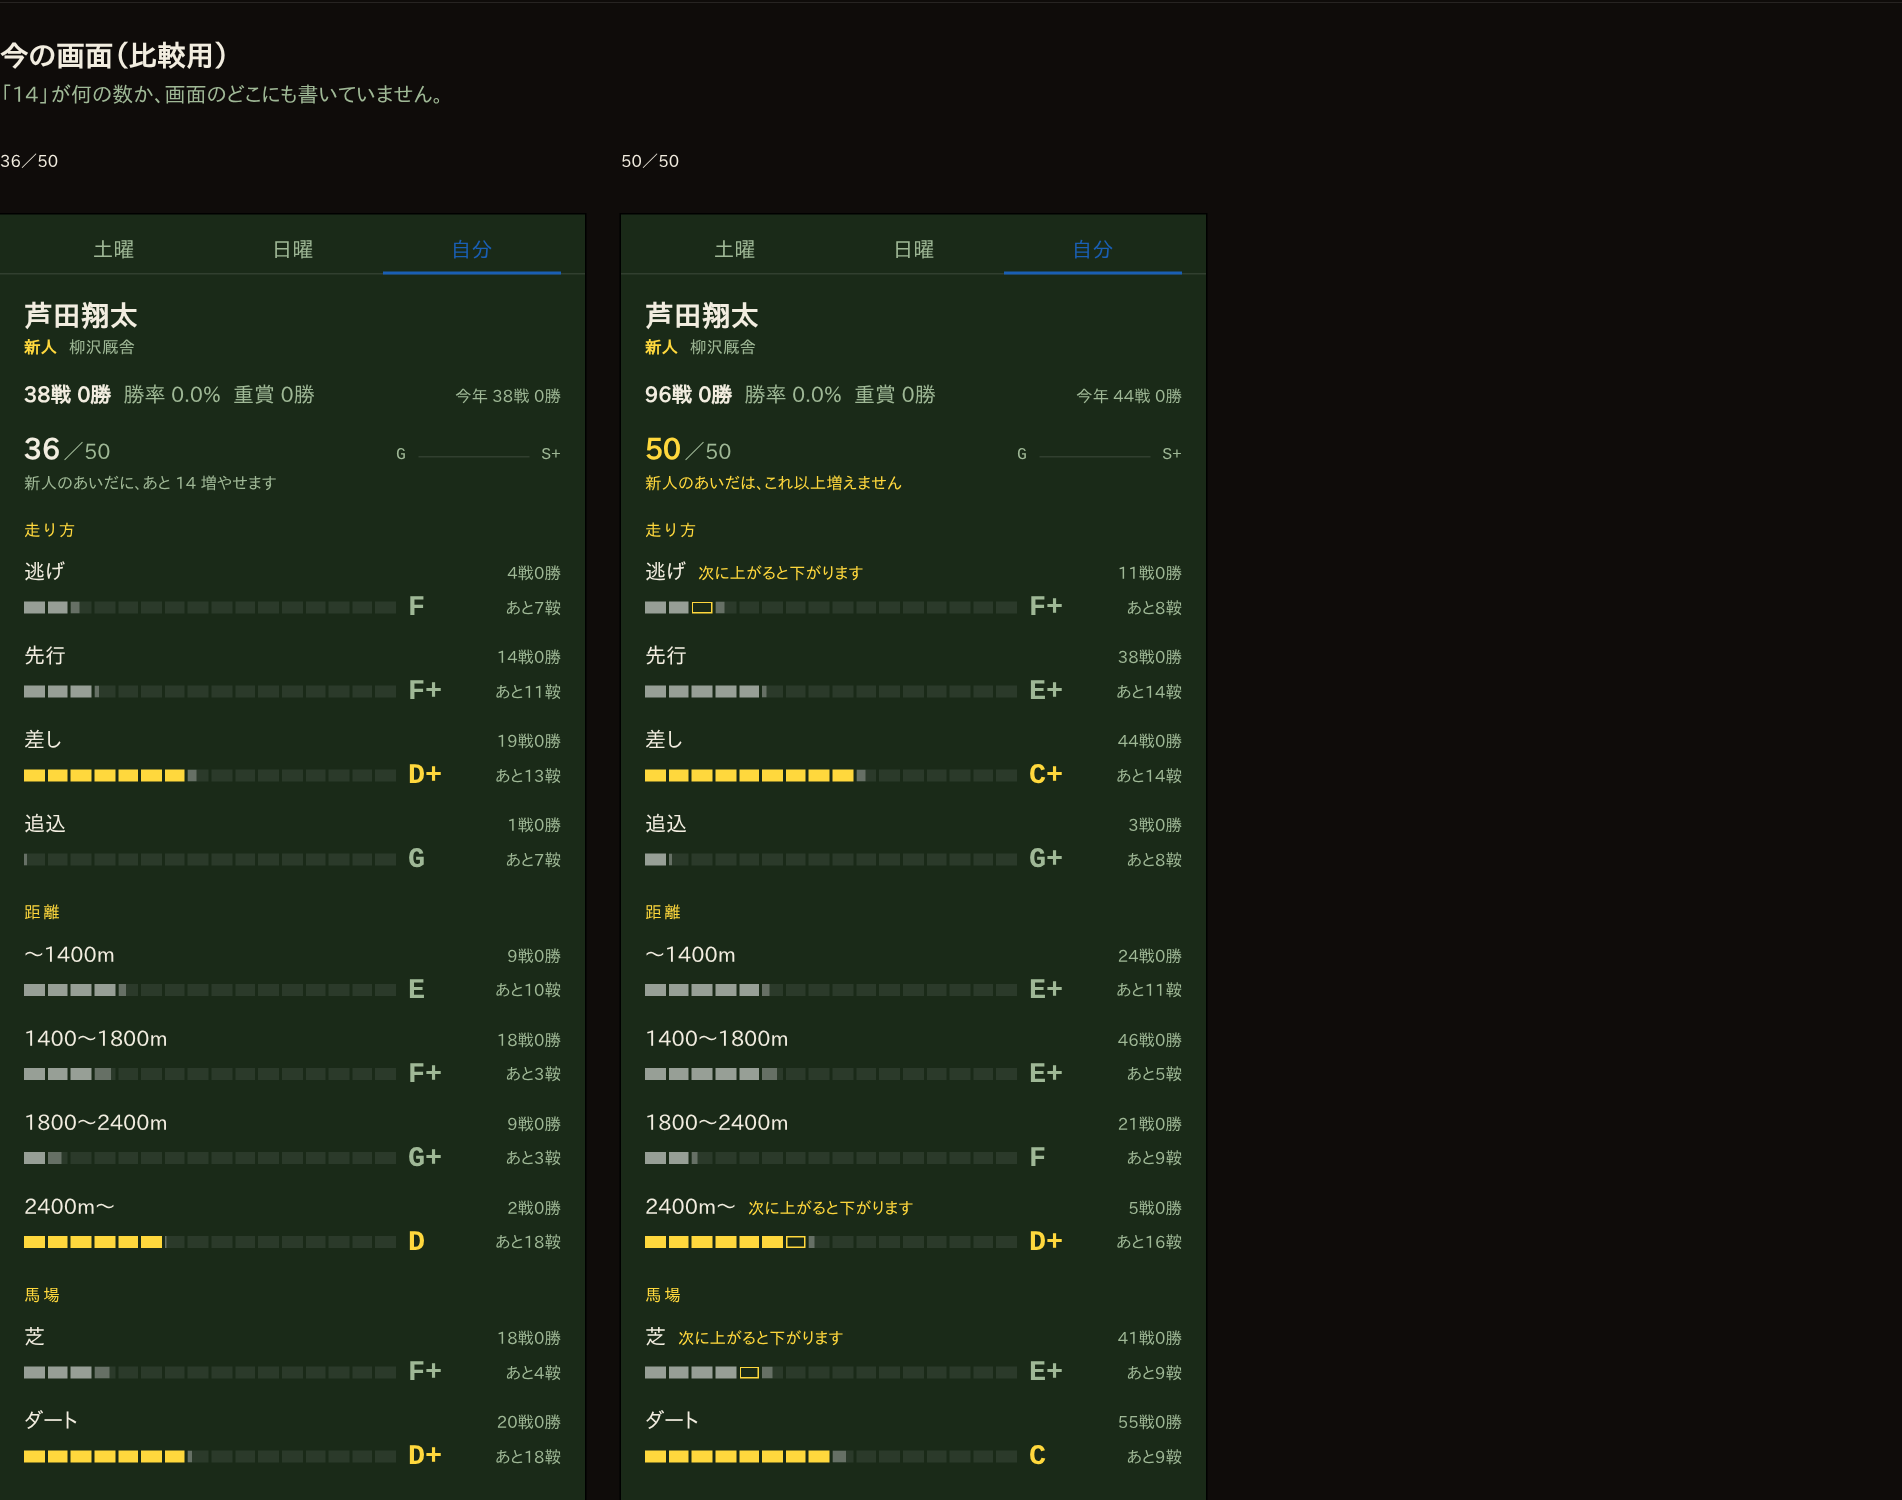 今の画面（比較用）
「14」が何の数か、画面のどこにも書いていません。
36／50
土曜 日曜 自分
芦田翔太
新人 柳沢厩舎
38戦 0勝 勝率 0.0% 重賞 0勝 今年 38戦 0勝
36／50 G S+
新人のあいだに、あと 14 増やせます
走り方
逃げ 4戦0勝
F あと7鞍
先行 14戦0勝
F+ あと11鞍
差し 19戦0勝
D+ あと13鞍
追込 1戦0勝
G あと7鞍
距離
〜1400m 9戦0勝
E あと10鞍
1400〜1800m 18戦0勝
F+ あと3鞍
1800〜2400m 9戦0勝
G+ あと3鞍
2400m〜 2戦0勝
D あと18鞍
馬場
芝 18戦0勝
F+ あと4鞍
ダート 20戦0勝
D+ あと18鞍
50／50
土曜 日曜 自分
芦田翔太
新人 柳沢厩舎
96戦 0勝 勝率 0.0% 重賞 0勝 今年 44戦 0勝
50／50 G S+
新人のあいだは、これ以上増えません
走り方
逃げ 次に上がると下がります 11戦0勝
F+ あと8鞍
先行 38戦0勝
E+ あと14鞍
差し 44戦0勝
C+ あと14鞍
追込 3戦0勝
G+ あと8鞍
距離
〜1400m 24戦0勝
E+ あと11鞍
1400〜1800m 46戦0勝
E+ あと5鞍
1800〜2400m 21戦0勝
F あと9鞍
2400m〜 次に上がると下がります 5戦0勝
D+ あと16鞍
馬場
芝 次に上がると下がります 41戦0勝
E+ あと9鞍
ダート 55戦0勝
C あと9鞍